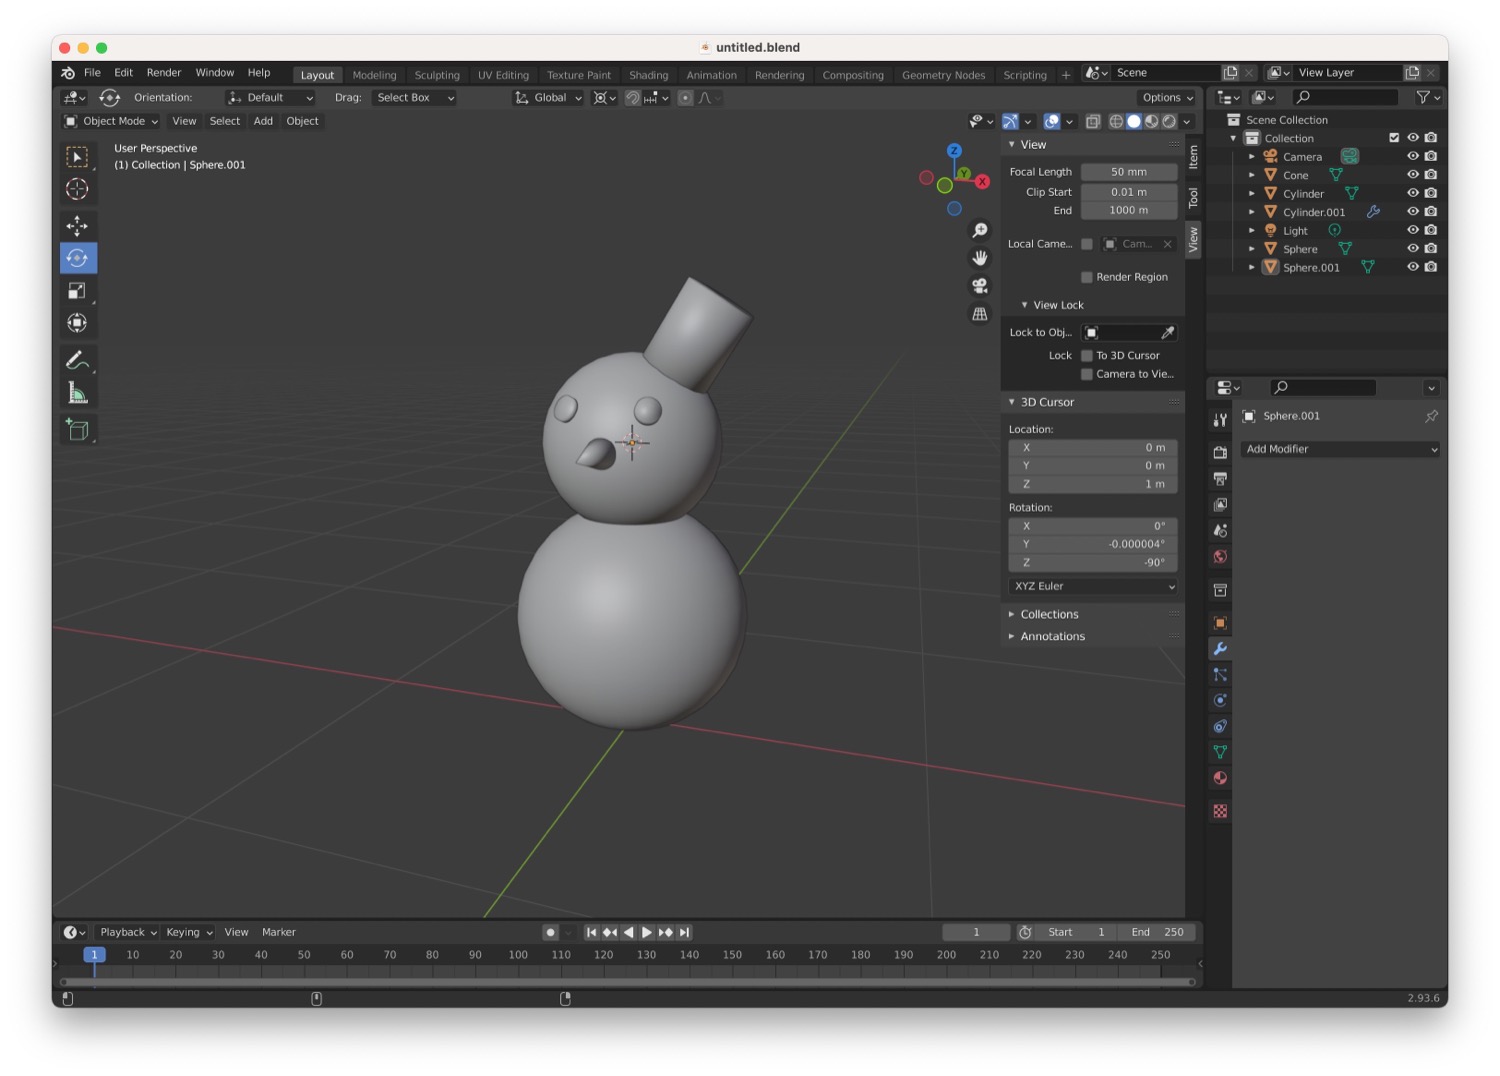 untitled.blend
File Edit Render Window Help Layout Modeling Sculpting UV Editing Texture Paint Shading Animation Rendering Compositing Geometry Nodes Scripting + Scene View Layer
Orientation: Default Drag: Select Box Global Options
Object Mode View Select Add Object
User Perspective
(1) Collection | Sphere.001
Z
Y
X
View
Focal Length 50 mm
Clip Start 0.01 m
End 1000 m
Local Came... Cam...
Render Region
View Lock
Lock to Obj...
Lock To 3D Cursor
Camera to Vie...
3D Cursor
Location:
X 0 m
Y 0 m
Z 1 m
Rotation:
X 0°
Y -0.000004°
Z -90°
XYZ Euler
Collections
Annotations
Item
Tool
View
Scene Collection
Collection
Camera
Cone
Cylinder
Cylinder.001
Light
Sphere
Sphere.001
Sphere.001
Add Modifier
Playback Keying View Marker 1 Start 1 End 250
1 10 20 30 40 50 60 70 80 90 100 110 120 130 140 150 160 170 180 190 200 210 220 230 240 250
2.93.6